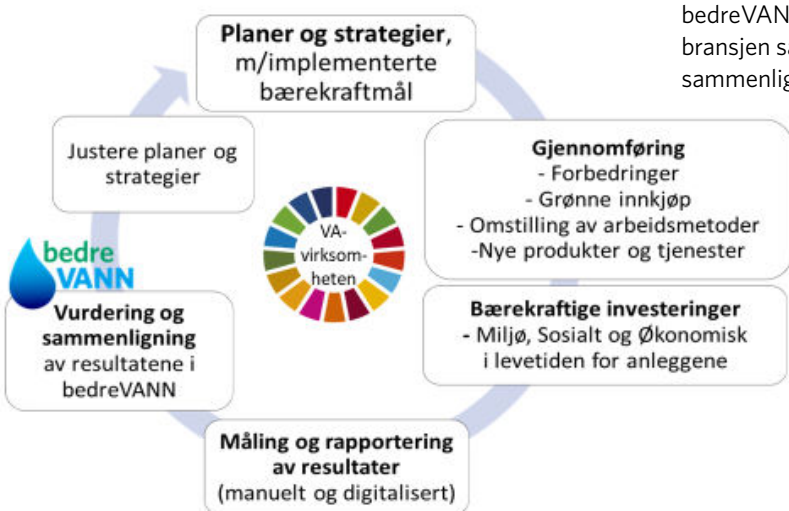 bedreVAN
bransjen sa
sammenlig
Planer og strategier,
m/implementerte
bærekraftmål
Gjennomføring
- Forbedringer
- Grønne innkjøp
- Omstilling av arbeidsmetoder
-Nye produkter og tjenester
Bærekraftige investeringer
- Miljø, Sosialt og Økonomisk
i levetiden for anleggene
Måling og rapportering
av resultater
(manuelt og digitalisert)
bedre
VANN
Vurdering og
sammenligning
av resultatene i
bedreVANN
Justere planer og
strategier
VA-
virksom-
heten